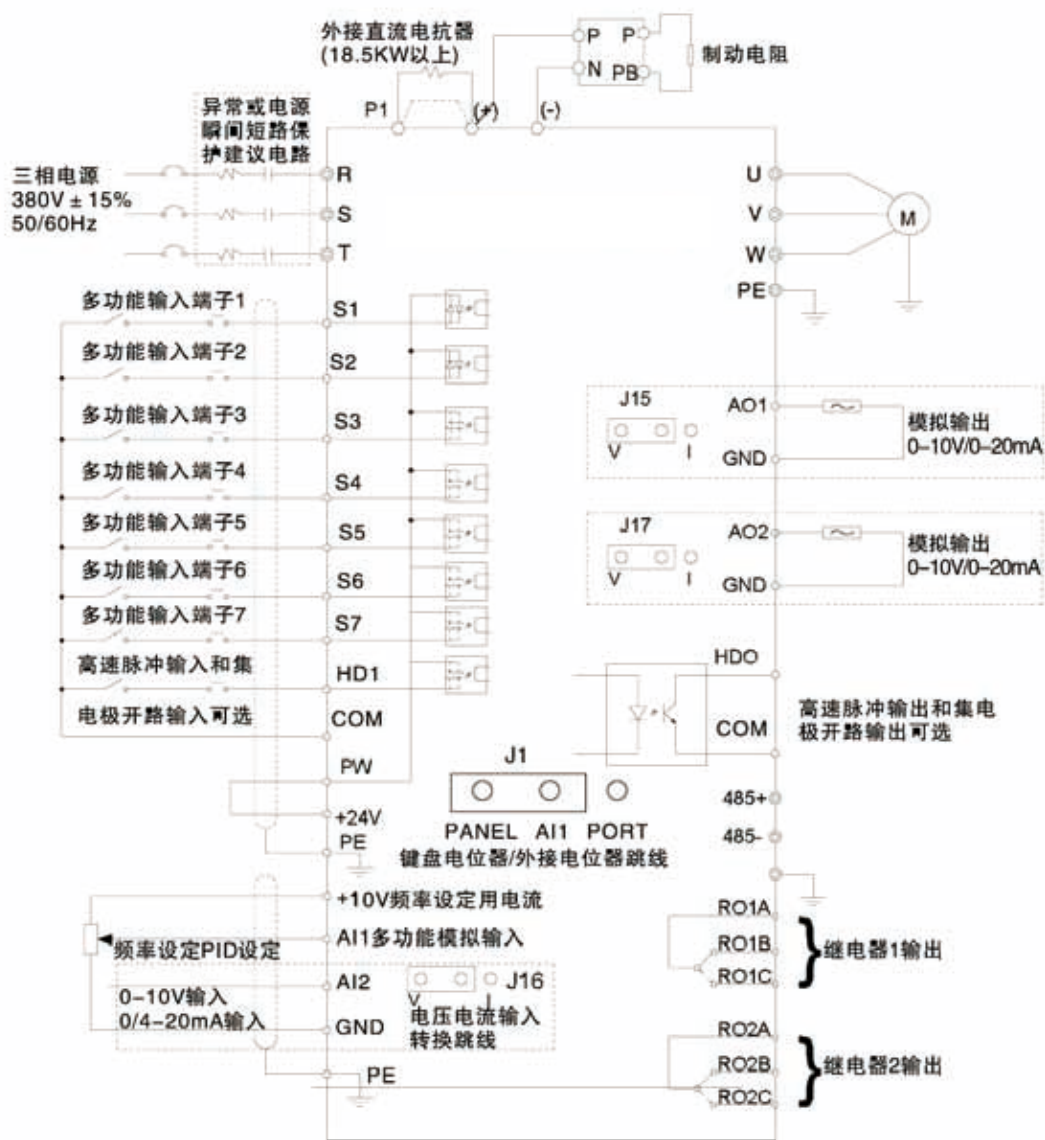 外接直流电抗器
(18.5KW以上)
P1
(+)
(-)
P
P
N
PB
制动电阻
异常或电源
瞬间短路保
护建议电路
三相电源
380V ± 15%
50/60Hz
R
S
T
U
V
W
PE
M
多功能输入端子1
S1
多功能输入端子2
S2
多功能输入端子3
S3
多功能输入端子4
S4
多功能输入端子5
S5
多功能输入端子6
S6
多功能输入端子7
S7
高速脉冲输入和集
HD1
电极开路输入可选
COM
PW
+24V
PE
J15
V
I
AO1
GND
模拟输出
0-10V/0-20mA
J17
V
I
AO2
GND
模拟输出
0-10V/0-20mA
HDO
COM
高速脉冲输出和集电
极开路输出可选
J1
PANEL AI1 PORT
键盘电位器/外接电位器跳线
485+
485-
+10V频率设定用电流
AI1多功能模拟输入
频率设定PID设定
AI2
0-10V输入
0/4-20mA输入
GND
J16
V
I
电压电流输入
转换跳线
PE
RO1A
RO1B
RO1C
继电器1输出
RO2A
RO2B
RO2C
继电器2输出